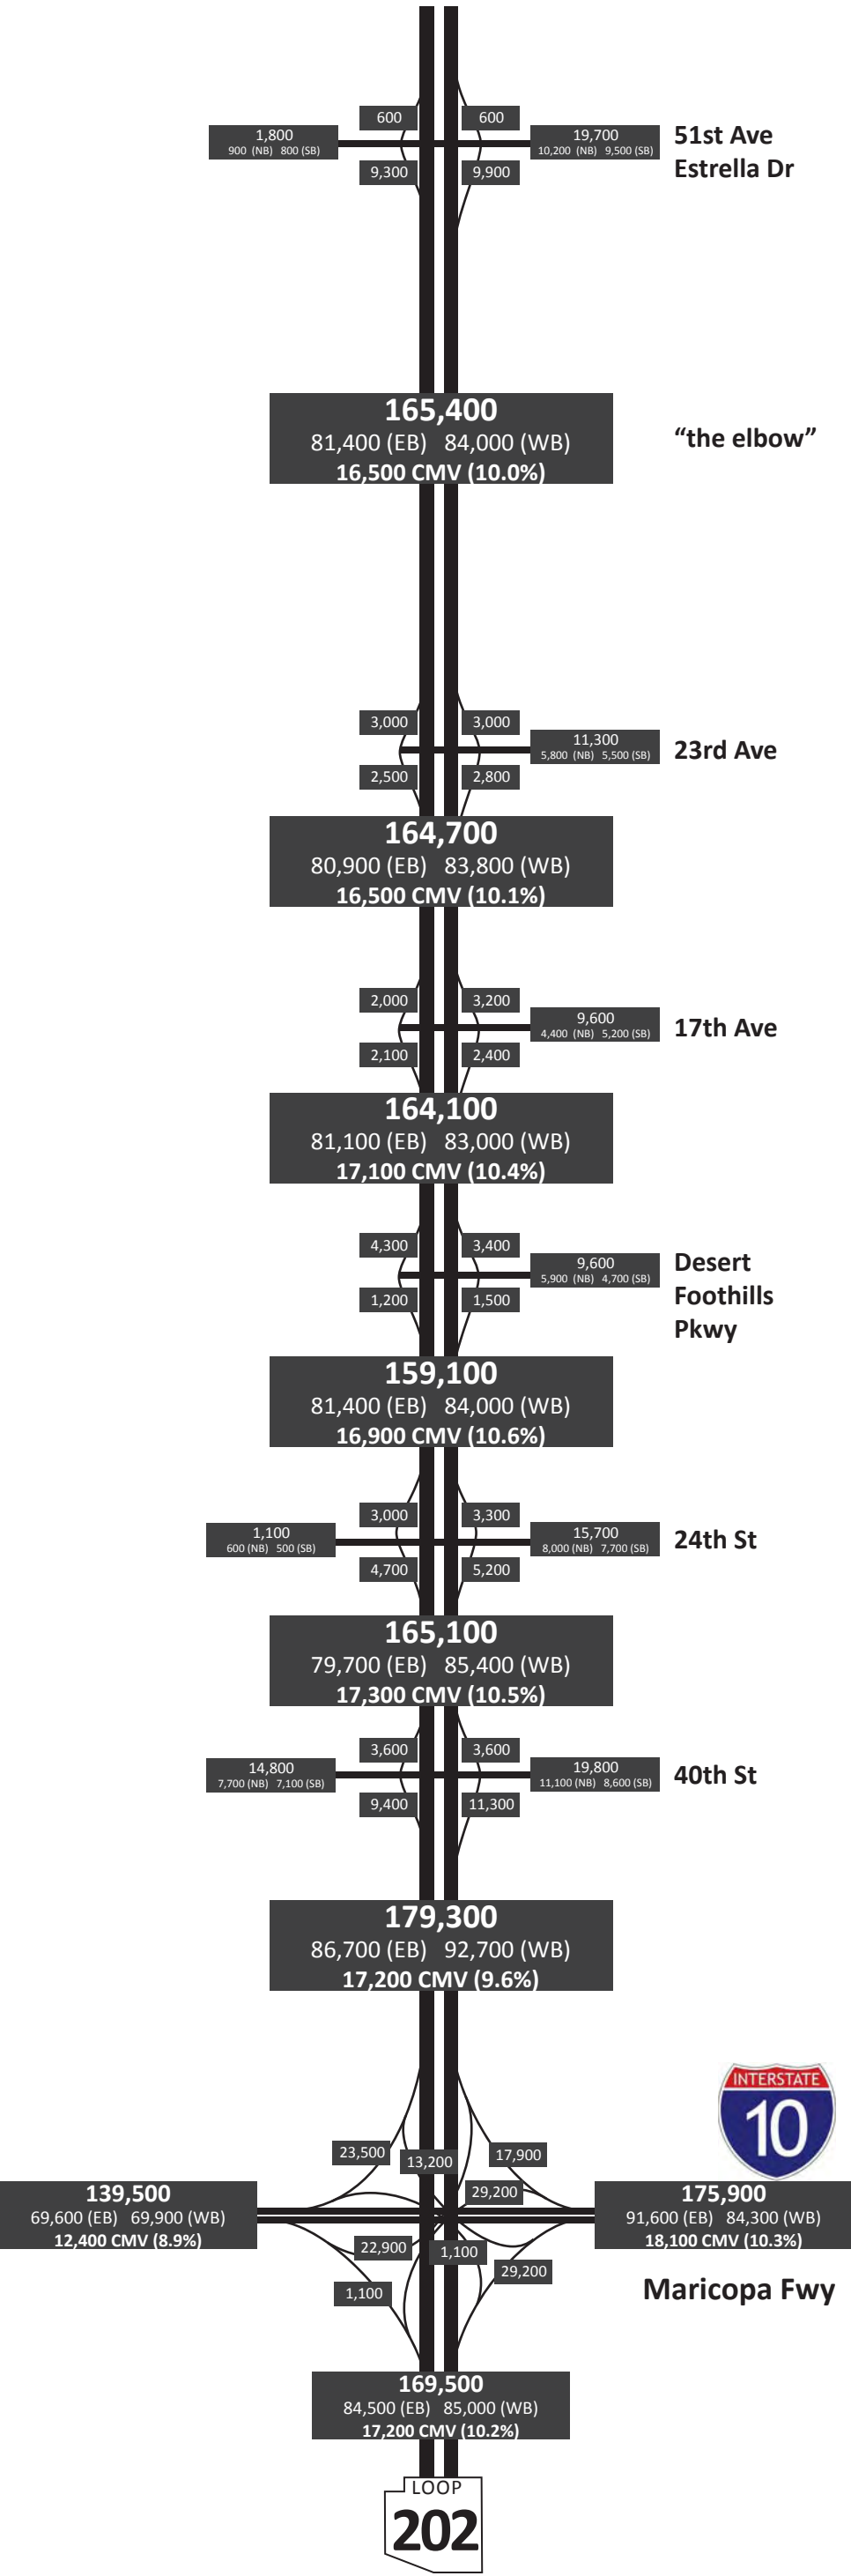 600 600
1,800
900 (NB) 800 (SB)
19,700
10,200 (NB) 9,500 (SB)
51st Ave
Estrella Dr
9,300 9,900
165,400
81,400 (EB) 84,000 (WB)
16,500 CMV (10.0%)
“the elbow”
3,000 3,000
11,300
5,800 (NB) 5,500 (SB)
23rd Ave
2,500 2,800
164,700
80,900 (EB) 83,800 (WB)
16,500 CMV (10.1%)
2,000 3,200
9,600
4,400 (NB) 5,200 (SB)
17th Ave
2,100 2,400
164,100
81,100 (EB) 83,000 (WB)
17,100 CMV (10.4%)
4,300 3,400
9,600
5,900 (NB) 4,700 (SB)
Desert
Foothills
Pkwy
1,200 1,500
159,100
81,400 (EB) 84,000 (WB)
16,900 CMV (10.6%)
3,000 3,300
1,100
600 (NB) 500 (SB)
15,700
8,000 (NB) 7,700 (SB)
24th St
4,700 5,200
165,100
79,700 (EB) 85,400 (WB)
17,300 CMV (10.5%)
3,600 3,600
14,800
7,700 (NB) 7,100 (SB)
19,800
11,100 (NB) 8,600 (SB)
40th St
9,400 11,300
179,300
86,700 (EB) 92,700 (WB)
17,200 CMV (9.6%)
INTERSTATE
10
23,500 13,200 17,900
29,200
139,500
69,600 (EB) 69,900 (WB)
12,400 CMV (8.9%)
175,900
91,600 (EB) 84,300 (WB)
18,100 CMV (10.3%)
22,900 1,100
29,200
1,100
Maricopa Fwy
169,500
84,500 (EB) 85,000 (WB)
17,200 CMV (10.2%)
LOOP
202